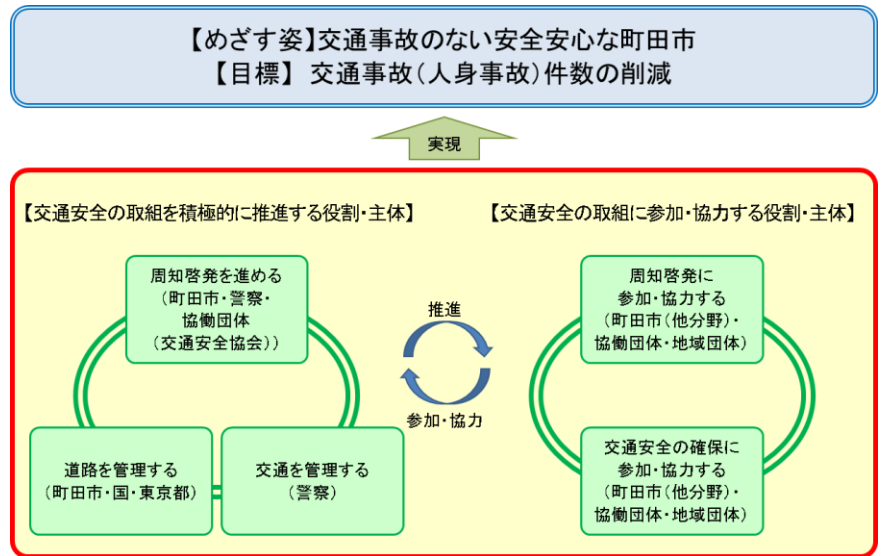 【めざす姿】交通事故のない安全安心な町田市
【目標】 交通事故(人身事故)件数の削減
実現
【交通安全の取組を積極的に推進する役割・主体】
周知啓発を進める
(町田市・警察・
協働団体
(交通安全協会))
道路を管理する
(町田市・国・東京都)
交通を管理する
(警察)
推進
参加・協力
【交通安全の取組に参加・協力する役割・主体】
周知啓発に
参加・協力する
(町田市(他分野)・
協働団体・地域団体)
交通安全の確保に
参加・協力する
(町田市(他分野)・
協働団体・地域団体)